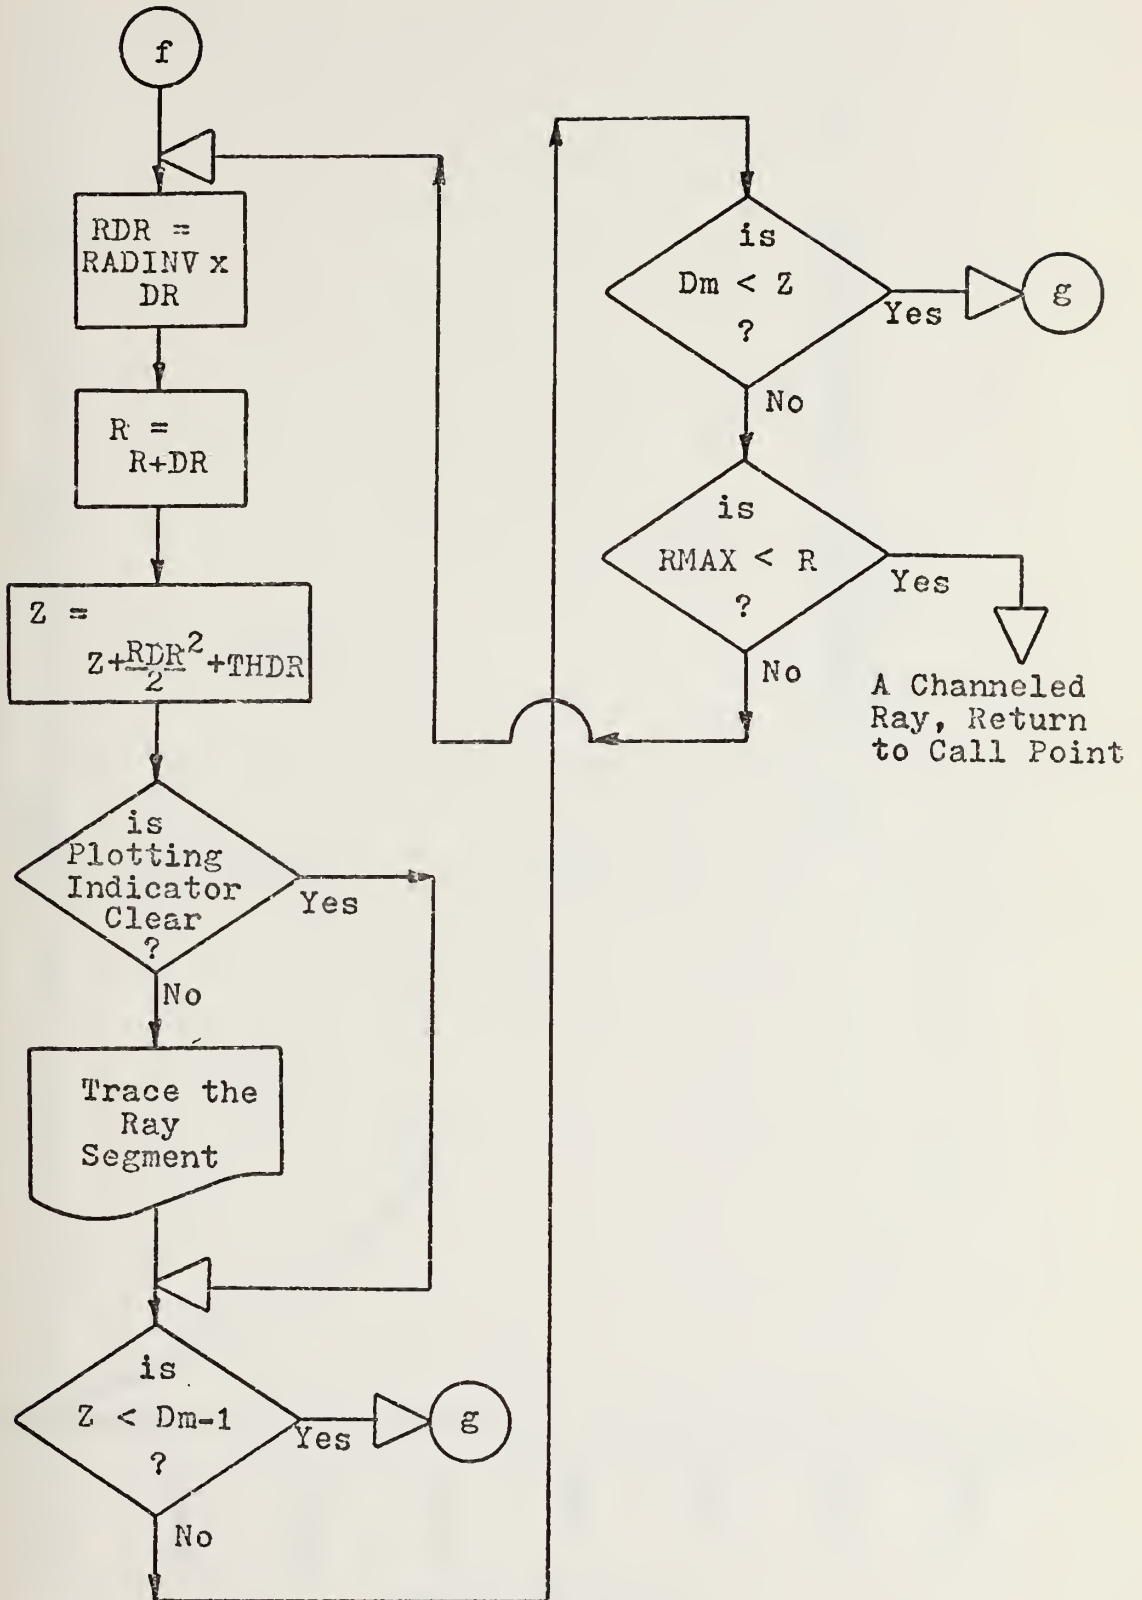 f
RDR =
RADINV x
DR
R =
R+DR
Z =
Z+RDR²+THDR
2
is
Plotting
Indicator
Clear
?
Yes
No
Trace the
Ray
Segment
is
Z < Dm-1
?
Yes
g
No
is
Dm < Z
?
Yes
g
No
is
RMAX < R
?
Yes
No
A Channeled
Ray, Return
to Call Point